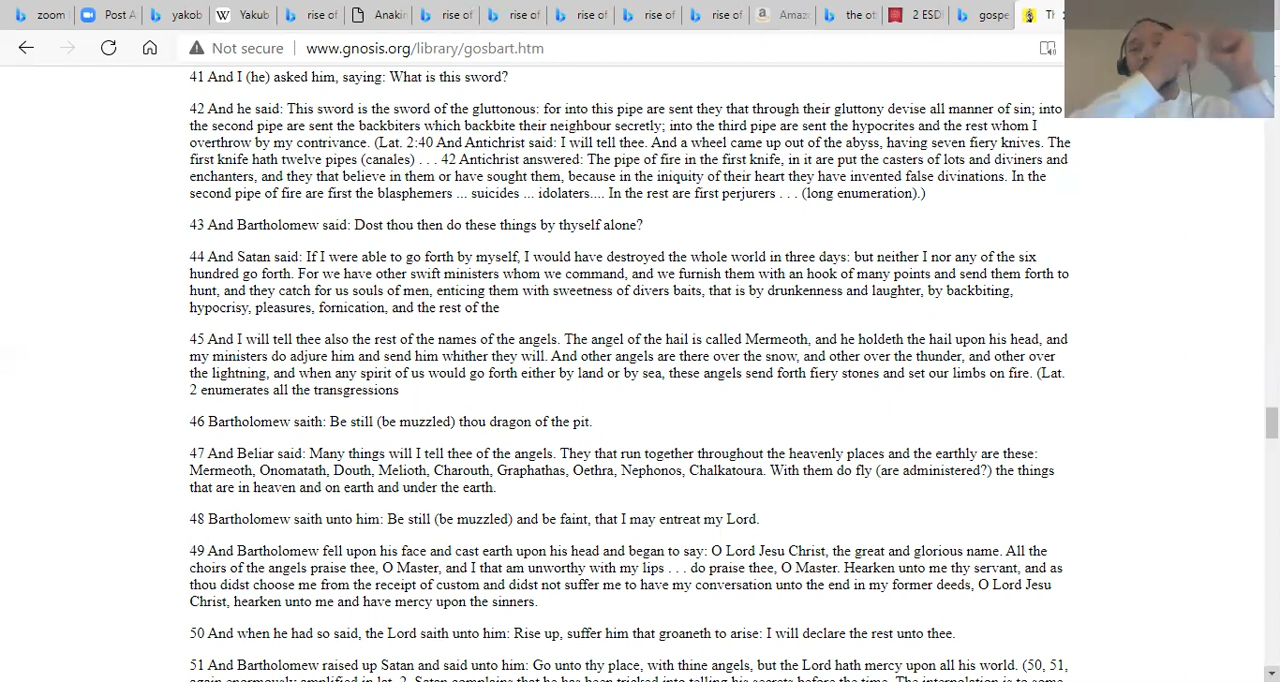 zoom
Post A
yakob
Yakub
rise of
Anakin
rise of
rise of
rise of
rise of
rise of
Amaz
the ot
2 ESD
gospe
Th
Not secure
www.gnosis.org/library/gosbart.htm
41 And I (he) asked him, saying: What is this sword?
42 And he said: This sword is the sword of the gluttonous: for into this pipe are sent they that through their gluttony devise all manner of sin; into
the second pipe are sent the backbiters which backbite their neighbour secretly; into the third pipe are sent the hypocrites and the rest whom I
overthrow by my contrivance. (Lat. 2:40 And Antichrist said: I will tell thee. And a wheel came up out of the abyss, having seven fiery knives. The
first knife hath twelve pipes (canales) . . . 42 Antichrist answered: The pipe of fire in the first knife, in it are put the casters of lots and diviners and
enchanters, and they that believe in them or have sought them, because in the iniquity of their heart they have invented false divinations. In the
second pipe of fire are first the blasphemers ... suicides ... idolaters.... In the rest are first perjurers . . . (long enumeration).)
43 And Bartholomew said: Dost thou then do these things by thyself alone?
44 And Satan said: If I were able to go forth by myself, I would have destroyed the whole world in three days: but neither I nor any of the six
hundred go forth. For we have other swift ministers whom we command, and we furnish them with an hook of many points and send them forth to
hunt, and they catch for us souls of men, enticing them with sweetness of divers baits, that is by drunkenness and laughter, by backbiting,
hypocrisy, pleasures, fornication, and the rest of the
45 And I will tell thee also the rest of the names of the angels. The angel of the hail is called Mermeoth, and he holdeth the hail upon his head, and
my ministers do adjure him and send him whither they will. And other angels are there over the snow, and other over the thunder, and other over
the lightning, and when any spirit of us would go forth either by land or by sea, these angels send forth fiery stones and set our limbs on fire. (Lat.
2 enumerates all the transgressions
46 Bartholomew saith: Be still (be muzzled) thou dragon of the pit.
47 And Beliar said: Many things will I tell thee of the angels. They that run together throughout the heavenly places and the earthly are these:
Mermeoth, Onomatath, Douth, Melioth, Charouth, Graphathas, Oethra, Nephonos, Chalkatoura. With them do fly (are administered?) the things
that are in heaven and on earth and under the earth.
48 Bartholomew saith unto him: Be still (be muzzled) and be faint, that I may entreat my Lord.
49 And Bartholomew fell upon his face and cast earth upon his head and began to say: O Lord Jesu Christ, the great and glorious name. All the
choirs of the angels praise thee, O Master, and I that am unworthy with my lips . . . do praise thee, O Master. Hearken unto me thy servant, and as
thou didst choose me from the receipt of custom and didst not suffer me to have my conversation unto the end in my former deeds, O Lord Jesu
Christ, hearken unto me and have mercy upon the sinners.
50 And when he had so said, the Lord saith unto him: Rise up, suffer him that groaneth to arise: I will declare the rest unto thee.
51 And Bartholomew raised up Satan and said unto him: Go unto thy place, with thine angels, but the Lord hath mercy upon all his world. (50, 51,
again enormously amplified in lat. 2. Satan complains that he has been tricked into telling his secrets before the time. The interpolation is to some